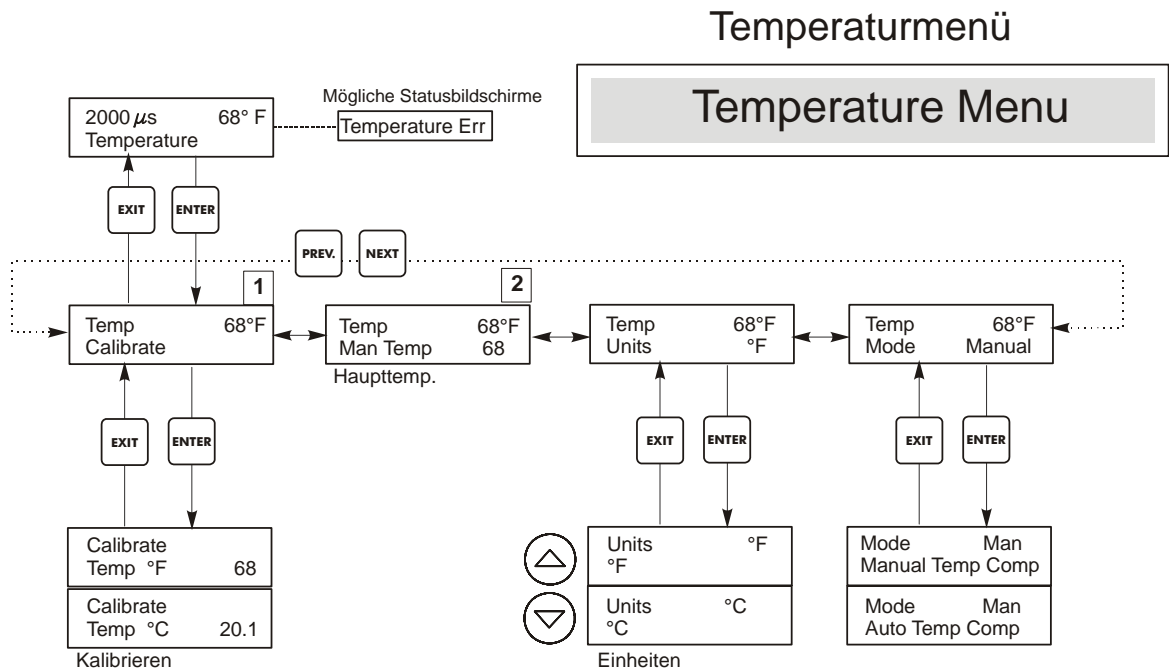 Temperaturmenü
Temperature Menu
Mögliche Statusbildschirme
2000 µs 68° F
Temperature
Temperature Err
EXIT ENTER
PREV. NEXT
1
2
Temp 68°F
Calibrate
Temp 68°F
Man Temp 68
Haupttemp.
Temp 68°F
Units °F
Temp 68°F
Mode Manual
EXIT ENTER
EXIT ENTER
EXIT ENTER
Calibrate
Temp °F 68
Calibrate
Temp °C 20.1
Kalibrieren
Units °F
°F
Units °C
°C
Einheiten
Mode Man
Manual Temp Comp
Mode Man
Auto Temp Comp